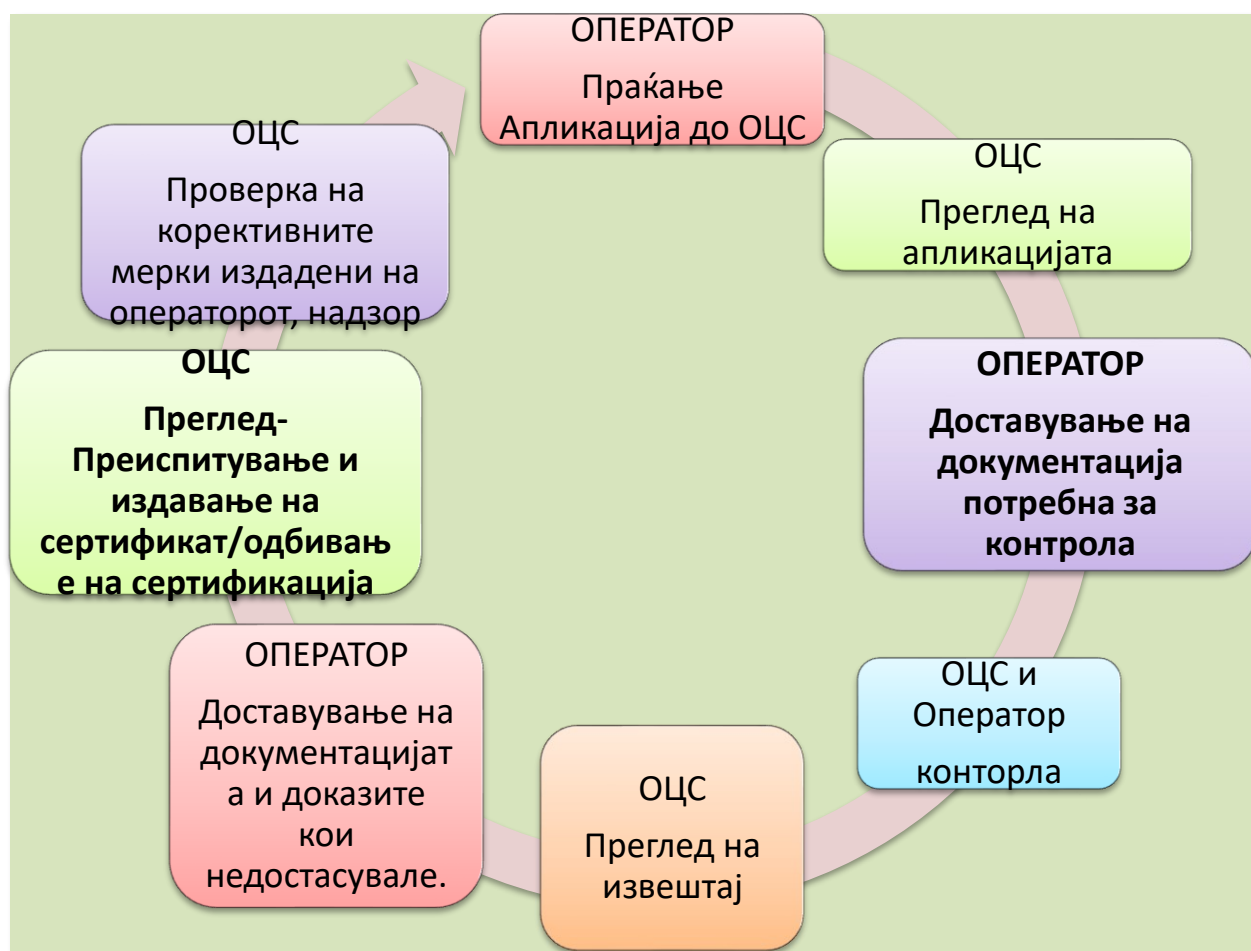 ОПЕРАТОР
Праќање
Апликација до ОЦС
ОЦС
Преглед на
апликацијата
ОПЕРАТОР
Доставување на
документација
потребна за
контрола
ОЦС и
Оператор
конторла
ОЦС
Преглед на
извештај
ОПЕРАТОР
Доставување на
документацијат
а и доказите
кои
недостасувале.
ОЦС
Преглед-
Преиспитување и
издавање на
сертификат/одбивањ
е на сертификација
ОЦС
Проверка на
корективните
мерки издадени на
операторот, надзор